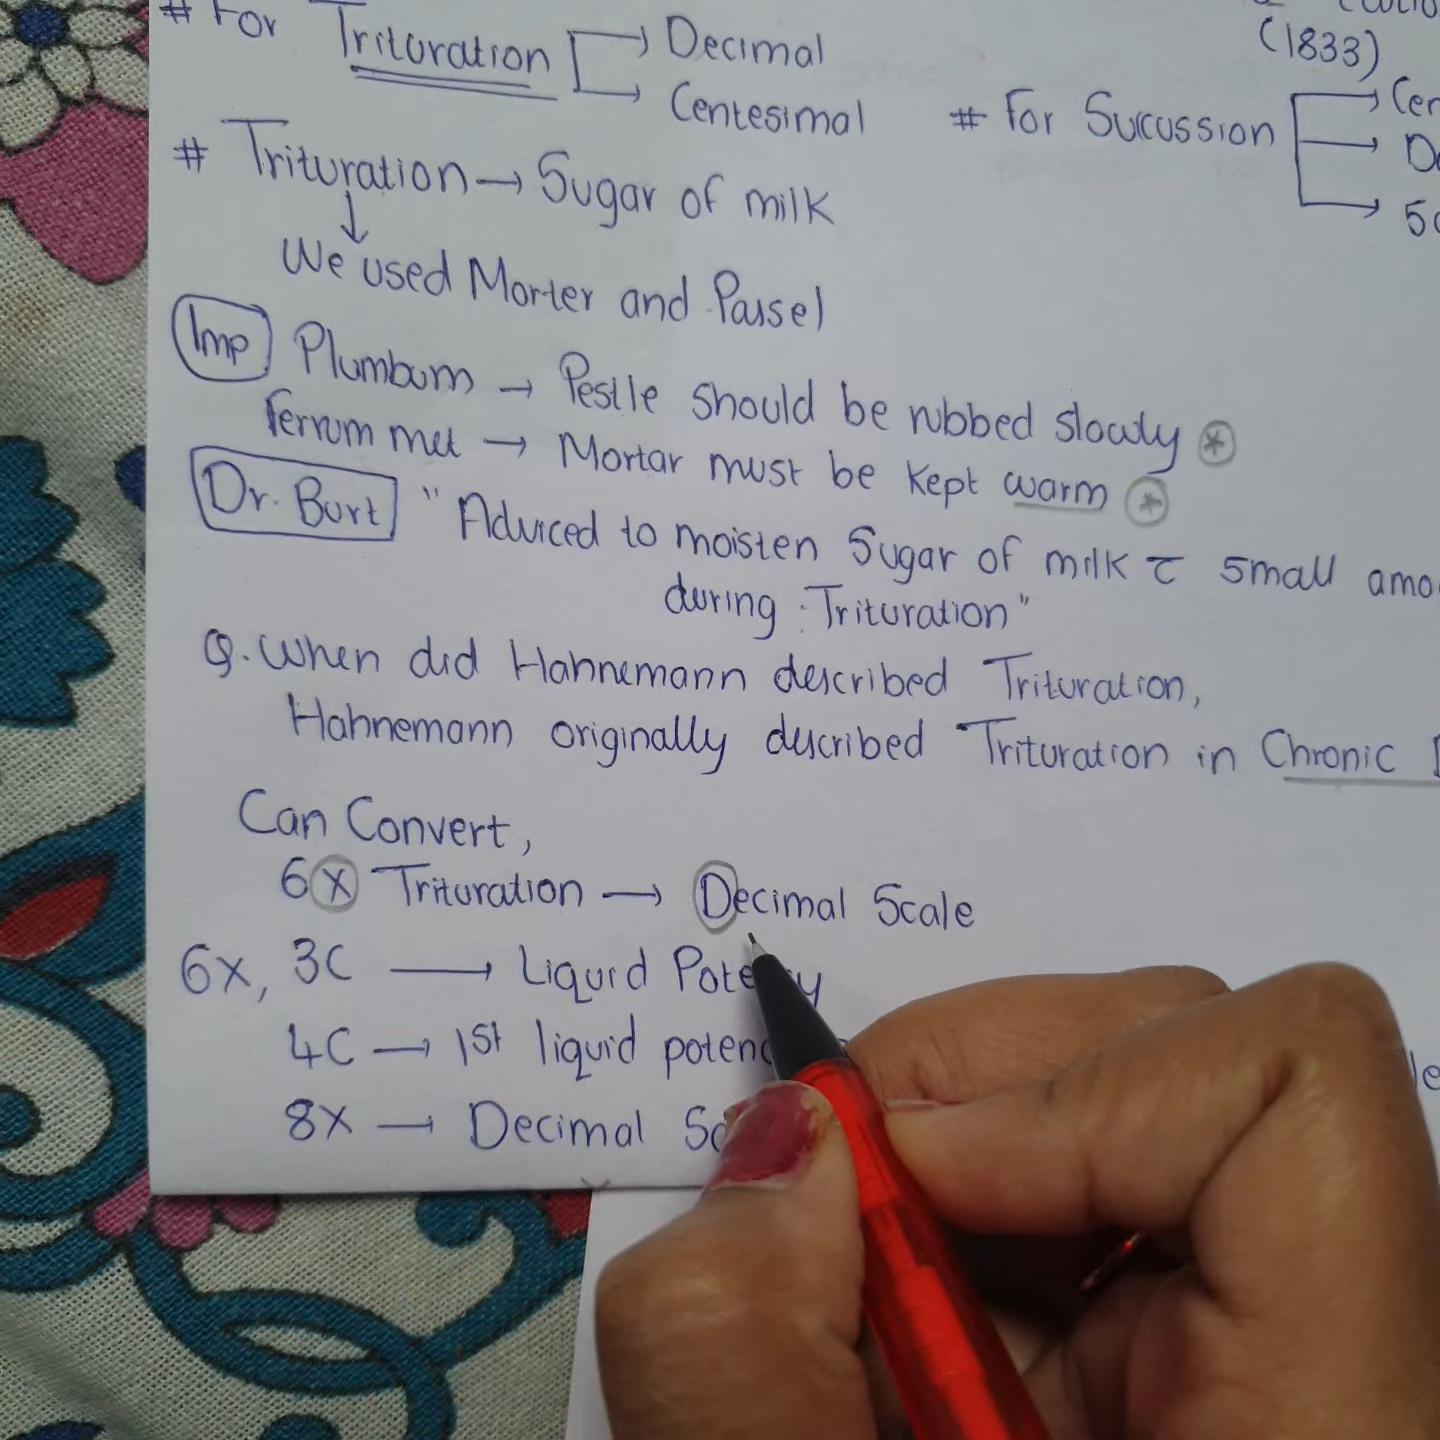 # For Trituration → Decimal
→ Centesimal
(1833)
# For Succussion
# Trituration → Sugar of milk
↓
We used Morter and Passel
Imp Plumbum → Pestle should be rubbed slowly *
Ferrum met → Mortar must be kept warm *
Dr. Burt " Adviced to moisten Sugar of milk c̄ small
during Trituration"
Q. When did Hahnemann described Trituration,
Hahnemann originally described Trituration in Chronic
Can Convert,
6x Trituration → Decimal Scale
6x, 3C → Liquid
4C → 1st liquid
8x → Decimal